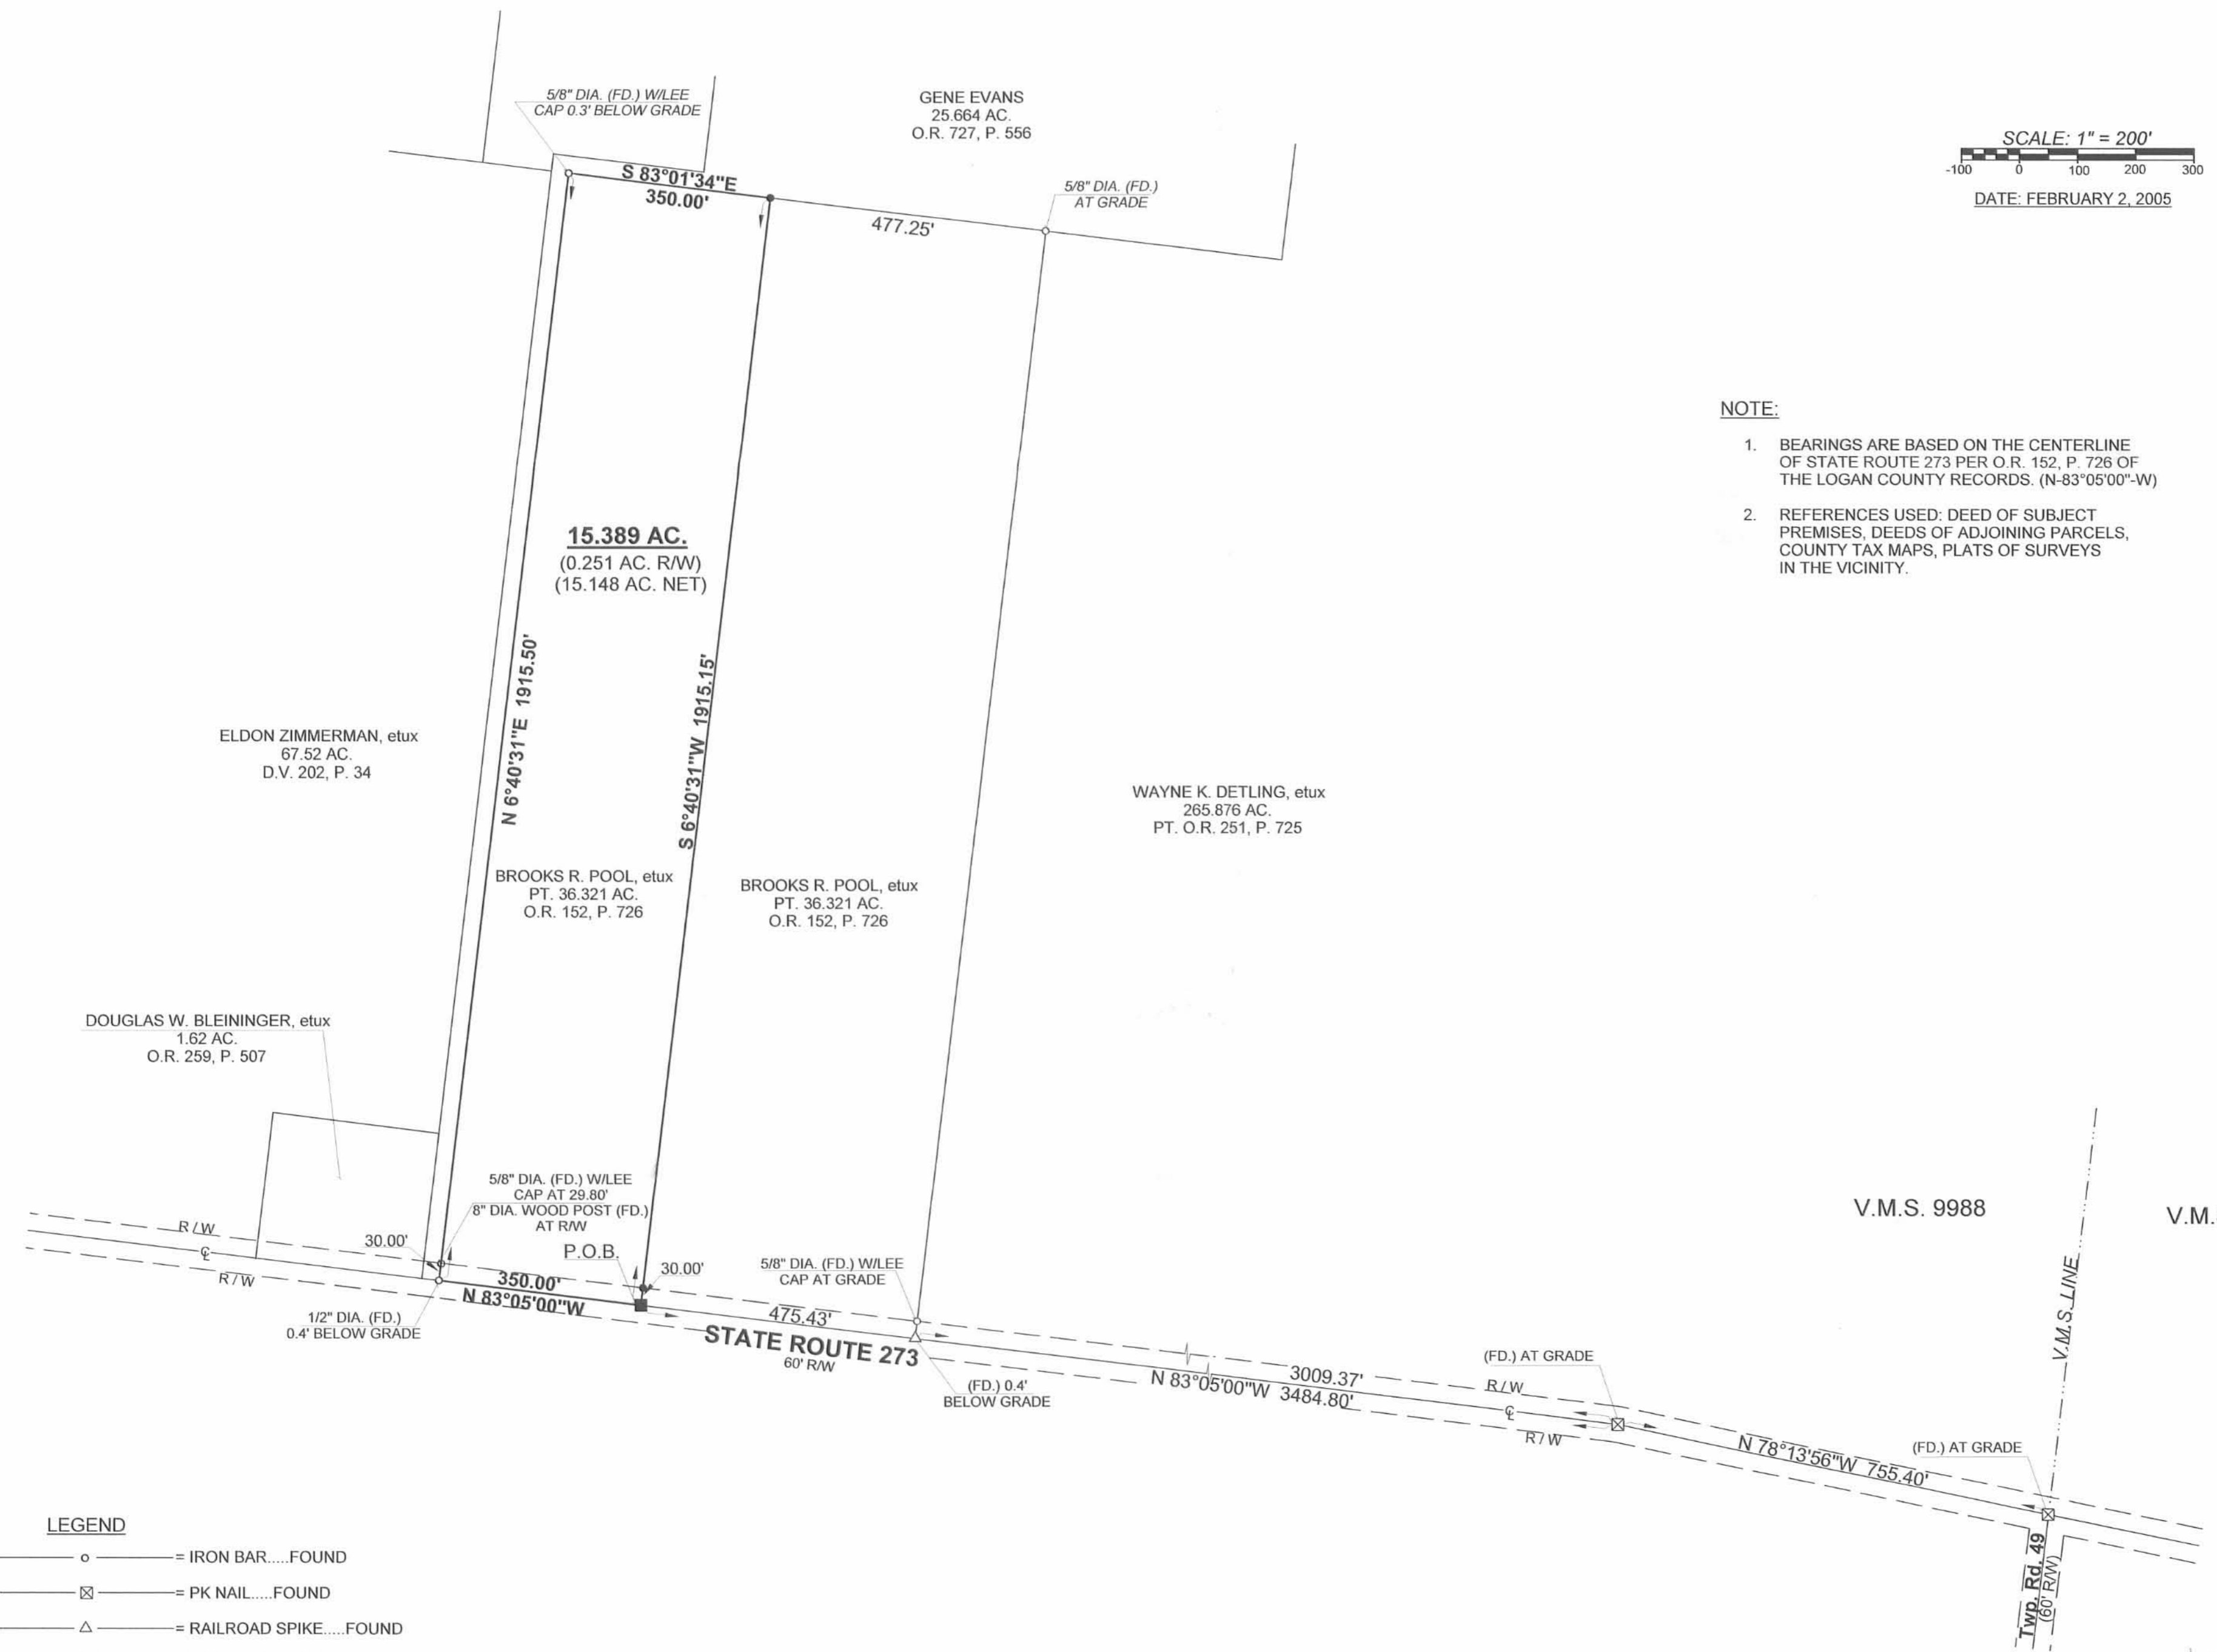 5/8" DIA. (FD.) W/LEE
CAP 0.3' BELOW GRADE
GENE EVANS
25.664 AC.
O.R. 727, P. 556
SCALE: 1" = 200'
-100 0 100 200 300
DATE: FEBRUARY 2, 2005
S 83°01'34"E
350.00'
5/8" DIA. (FD.)
AT GRADE
477.25'
NOTE:
1. BEARINGS ARE BASED ON THE CENTERLINE
OF STATE ROUTE 273 PER O.R. 152, P. 726 OF
THE LOGAN COUNTY RECORDS. (N-83°05'00"-W)
2. REFERENCES USED: DEED OF SUBJECT
PREMISES, DEEDS OF ADJOINING PARCELS,
COUNTY TAX MAPS, PLATS OF SURVEYS
IN THE VICINITY.
15.389 AC.
(0.251 AC. R/W)
(15.148 AC. NET)
N 6°40'31"E 1915.50'
S 6°40'31"W 1915.15'
ELDON ZIMMERMAN, etux
67.52 AC.
D.V. 202, P. 34
WAYNE K. DETLING, etux
265.876 AC.
PT. O.R. 251, P. 725
BROOKS R. POOL, etux
PT. 36.321 AC.
O.R. 152, P. 726
BROOKS R. POOL, etux
PT. 36.321 AC.
O.R. 152, P. 726
DOUGLAS W. BLEININGER, etux
1.62 AC.
O.R. 259, P. 507
5/8" DIA. (FD.) W/LEE
CAP AT 29.80'
8" DIA. WOOD POST (FD.)
AT R/W
V.M.S. 9988
V.M.
V.M.S. LINE
R/W
℄
R/W
30.00'
P.O.B.
30.00'
5/8" DIA. (FD.) W/LEE
CAP AT GRADE
350.00'
N 83°05'00"W
1/2" DIA. (FD.)
0.4' BELOW GRADE
475.43'
STATE ROUTE 273
60' R/W
(FD.) 0.4'
BELOW GRADE
3009.37'
N 83°05'00"W 3484.80'
(FD.) AT GRADE
R/W
℄
R/W
N 78°13'56"W 755.40'
(FD.) AT GRADE
Twp. Rd. 49
(60' R/W)
LEGEND
o = IRON BAR.....FOUND
☒ = PK NAIL.....FOUND
△ = RAILROAD SPIKE.....FOUND